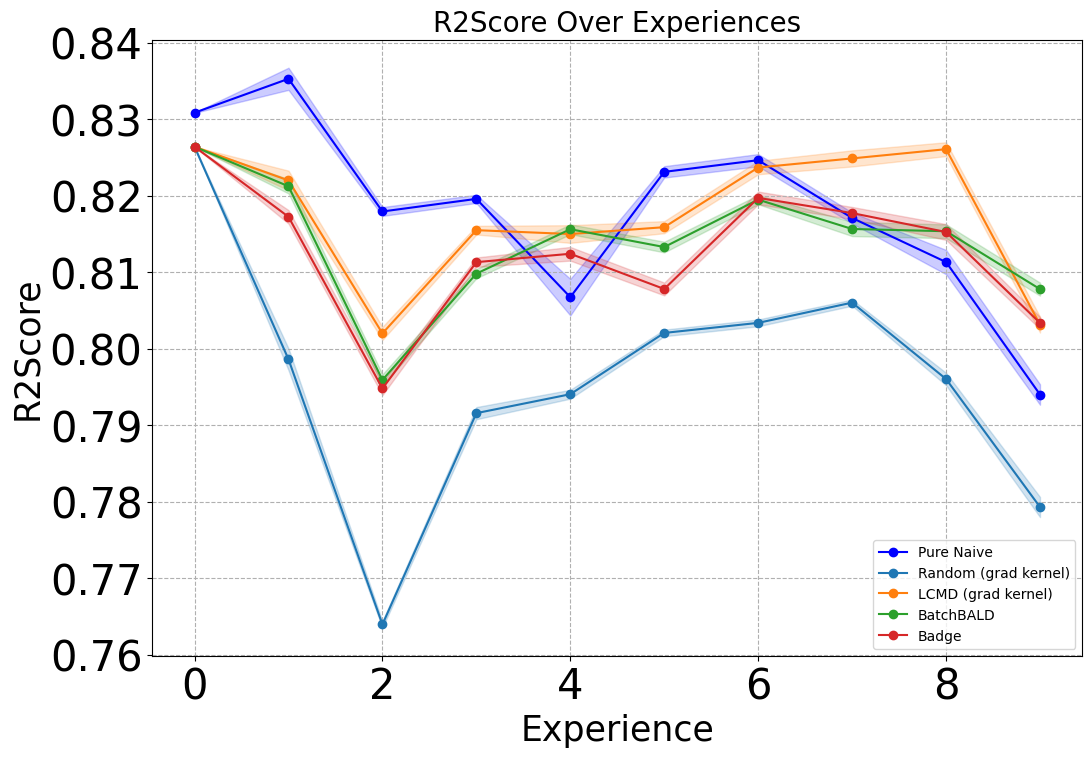 R2Score Over Experiences
0.84
0.83
0.82
0.81
0.80
0.79
0.78
0.77
0.76
R2Score
0
2
4
6
8
Experience
Pure Naive
Random (grad kernel)
LCMD (grad kernel)
BatchBALD
Badge